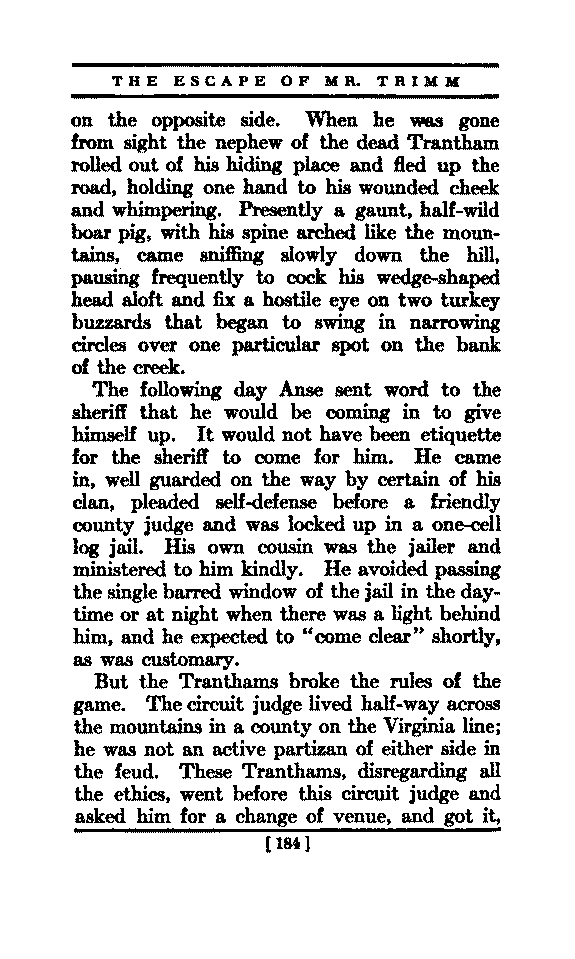 THE ESCAPE OF MR. TRIMM
on the opposite side. When he was gone
from sight the nephew of the dead Trantham
rolled out of his hiding place and fled up the
road, holding one hand to his wounded cheek
and whimpering. Presently a gaunt, half-wild
boar pig, with his spine arched like the moun-
tains, came sniffing slowly down the hill,
pausing frequently to cock his wedge-shaped
head aloft and fix a hostile eye on two turkey
buzzards that began to swing in narrowing
circles over one particular spot on the bank
of the creek.
The following day Anse sent word to the
sheriff that he would be coming in to give
himself up. It would not have been etiquette
for the sheriff to come for him. He came
in, well guarded on the way by certain of his
clan, pleaded self-defense before a friendly
county judge and was locked up in a one-cell
log jail. His own cousin was the jailer and
ministered to him kindly. He avoided passing
the single barred window of the jail in the day-
time or at night when there was a light behind
him, and he expected to "come clear" shortly,
as was customary.
But the Tranthams broke the rules of the
game. The circuit judge lived half-way across
the mountains in a county on the Virginia line;
he was not an active partizan of either side in
the feud. These Tranthams, disregarding all
the ethics, went before this circuit judge and
asked him for a change of venue, and got it,
[184]